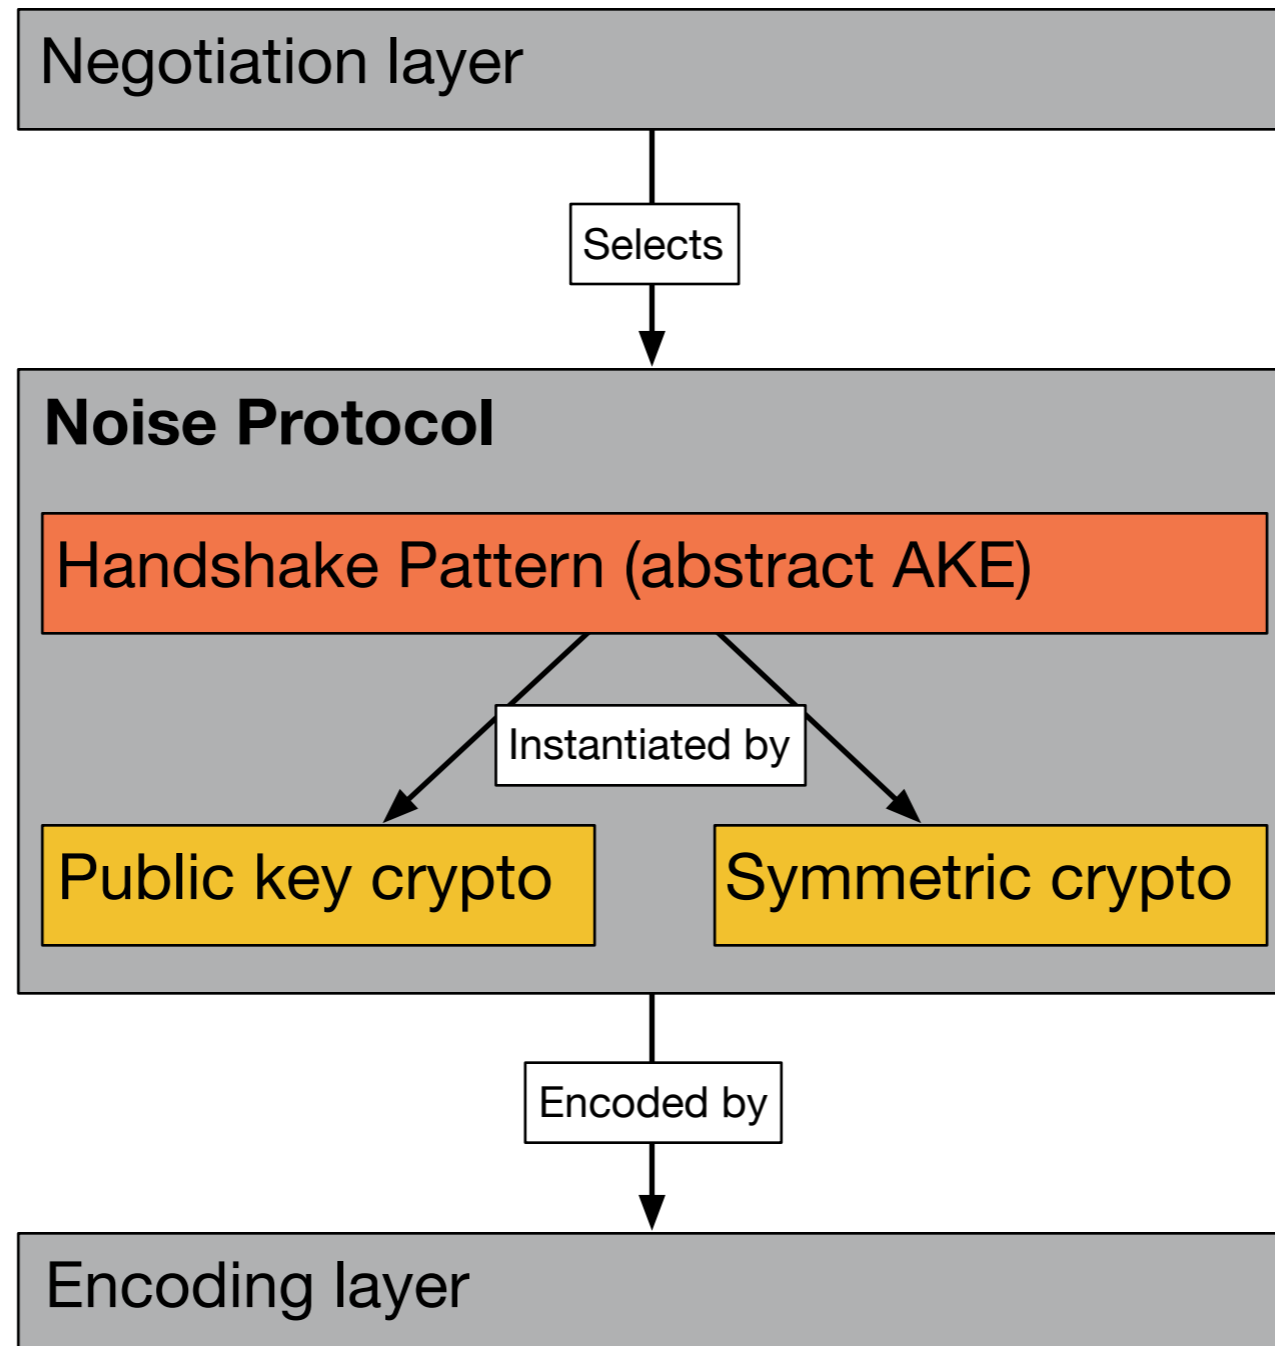 Negotiation layer
Selects
Noise Protocol
Handshake Pattern (abstract AKE)
Instantiated by
Public key crypto
Symmetric crypto
Encoded by
Encoding layer